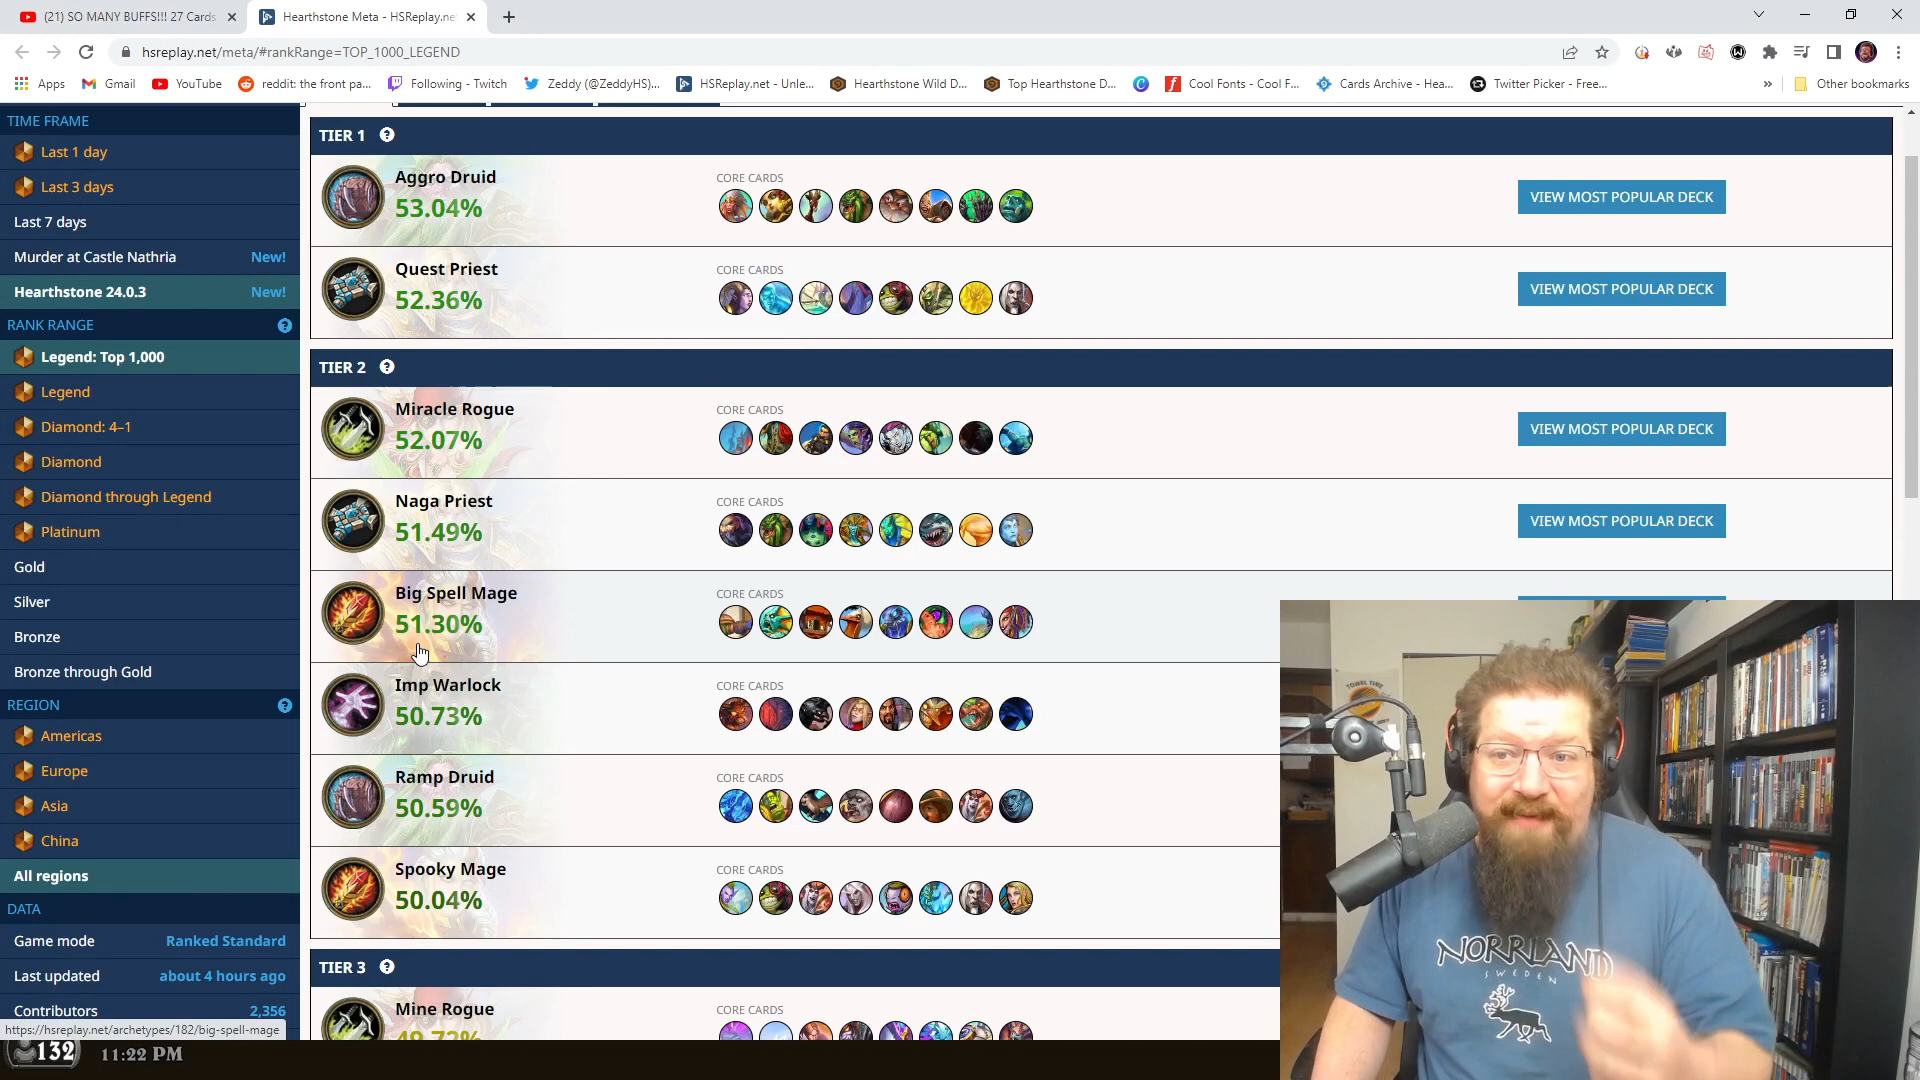 (21) SO MANY BUFFS!!! 27 Cards
Hearthstone Meta - HSReplay.ne
hsreplay.net/meta/#rankRange=TOP_1000_LEGEND
Apps
Gmail
YouTube
reddit: the front pa...
Following - Twitch
Zeddy (@ZeddyHS)...
HSReplay.net - Unle...
Hearthstone Wild D...
Top Hearthstone D...
Cool Fonts - Cool F...
Cards Archive - Hea...
Twitter Picker - Free...
»
Other bookmarks
TIME FRAME
Last 1 day
Last 3 days
Last 7 days
Murder at Castle Nathria New!
Hearthstone 24.0.3 New!
RANK RANGE
Legend: Top 1,000
Legend
Diamond: 4–1
Diamond
Diamond through Legend
Platinum
Gold
Silver
Bronze
Bronze through Gold
REGION
Americas
Europe
Asia
China
All regions
DATA
Game mode Ranked Standard
Last updated about 4 hours ago
Contributors 2,356
https://hsreplay.net/archetypes/182/big-spell-mage
132 11:22 PM
TIER 1
Aggro Druid
53.04%
CORE CARDS
VIEW MOST POPULAR DECK
Quest Priest
52.36%
CORE CARDS
VIEW MOST POPULAR DECK
TIER 2
Miracle Rogue
52.07%
CORE CARDS
VIEW MOST POPULAR DECK
Naga Priest
51.49%
CORE CARDS
VIEW MOST POPULAR DECK
Big Spell Mage
51.30%
CORE CARDS
Imp Warlock
50.73%
CORE CARDS
Ramp Druid
50.59%
CORE CARDS
Spooky Mage
50.04%
CORE CARDS
TIER 3
Mine Rogue
CORE CARDS
NORRLAND
SWEDEN